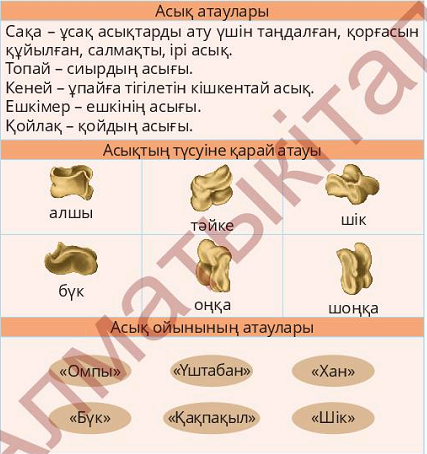 Асық атаулары
Сақа – ұсақ асықтарды ату үшін таңдалған, қорғасын
құйылған, салмақты, ірі асық.
Топай – сиырдың асығы.
Кеней – ұпайға тігілетін кішкентай асық.
Ешкімер – ешкінің асығы.
Қойлақ – қойдың асығы.
Асықтың түсуіне қарай атауы
алшы
тәйке
шік
бүк
оңқа
шоңқа
Асық ойынының атаулары
«Омпы» «Үштабан» «Хан»
«Бүк» «Қақпақыл» «Шік»
Алматыкітап